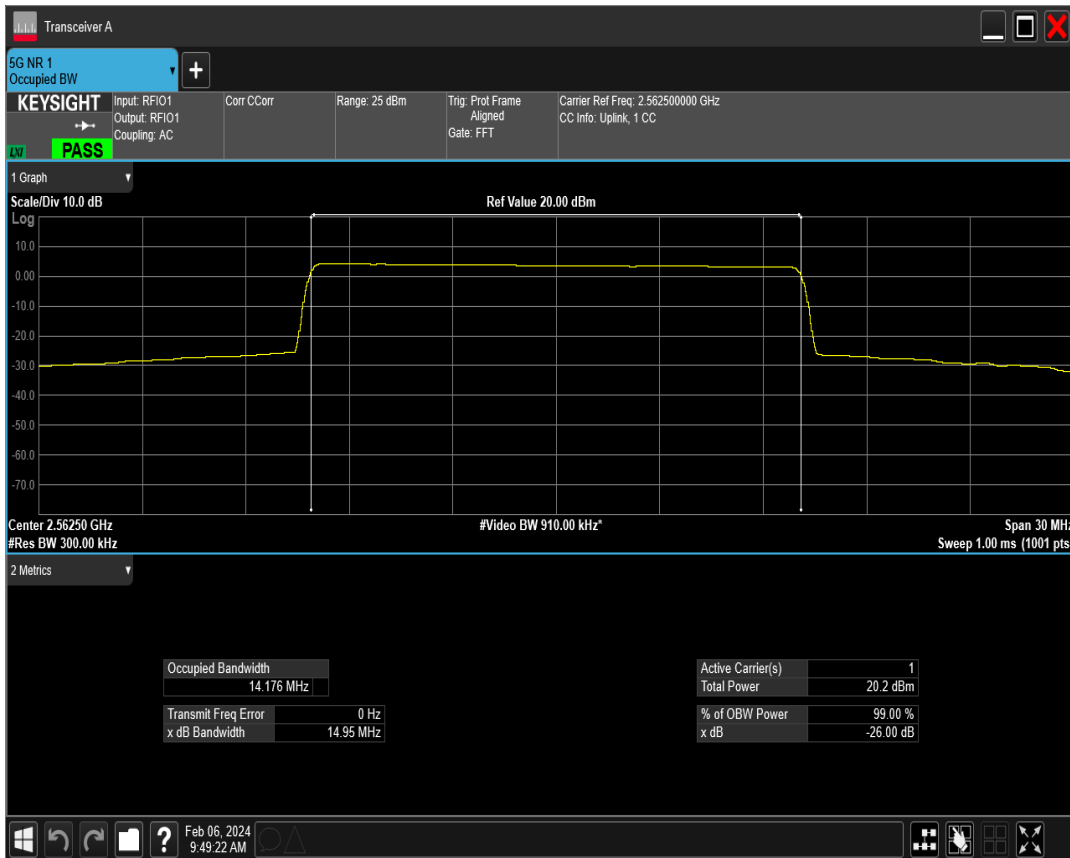 Transceiver A
5G NR 1
Occupied BW
+
KEYSIGHT
LXI
PASS
Input: RFIO1
Output: RFIO1
Coupling: AC
Corr CCorr
Range: 25 dBm
Trig: Prot Frame
Aligned
Gate: FFT
Carrier Ref Freq: 2.562500000 GHz
CC Info: Uplink, 1 CC
1 Graph
Scale/Div 10.0 dB
Ref Value 20.00 dBm
Log
10.0
0.00
-10.0
-20.0
-30.0
-40.0
-50.0
-60.0
-70.0
Center 2.56250 GHz
#Video BW 910.00 kHz*
Span 30 MHz
#Res BW 300.00 kHz
Sweep 1.00 ms (1001 pts
2 Metrics
Occupied Bandwidth
14.176 MHz
Transmit Freq Error 0 Hz
x dB Bandwidth 14.95 MHz
Active Carrier(s) 1
Total Power 20.2 dBm
% of OBW Power 99.00 %
x dB -26.00 dB
?
Feb 06, 2024
9:49:22 AM